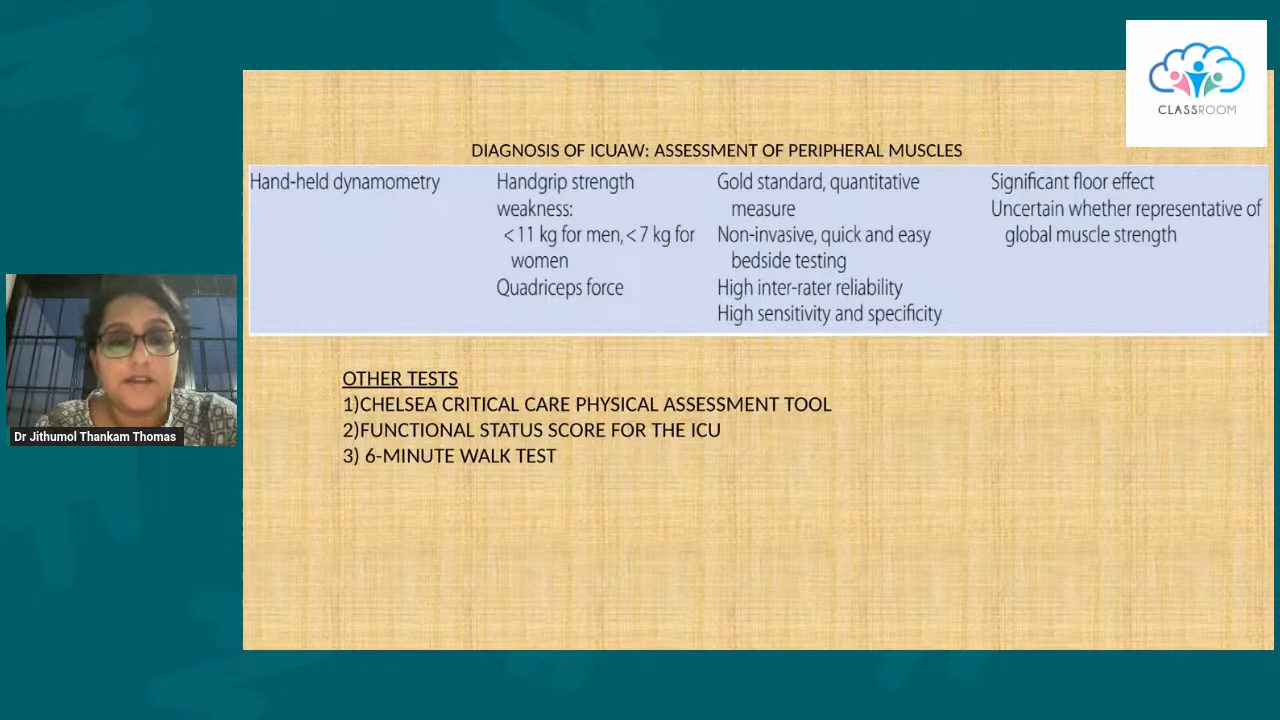 CLASSROOM
DIAGNOSIS OF ICUAW: ASSESSMENT OF PERIPHERAL MUSCLES
Hand-held dynamometry
Handgrip strength
weakness:
<11 kg for men, <7 kg for
women
Quadriceps force
Gold standard, quantitative
measure
Non-invasive, quick and easy
bedside testing
High inter-rater reliability
High sensitivity and specificity
Significant floor effect
Uncertain whether representative of
global muscle strength
OTHER TESTS
1)CHELSEA CRITICAL CARE PHYSICAL ASSESSMENT TOOL
2)FUNCTIONAL STATUS SCORE FOR THE ICU
3) 6-MINUTE WALK TEST
Dr Jithumol Thankam Thomas